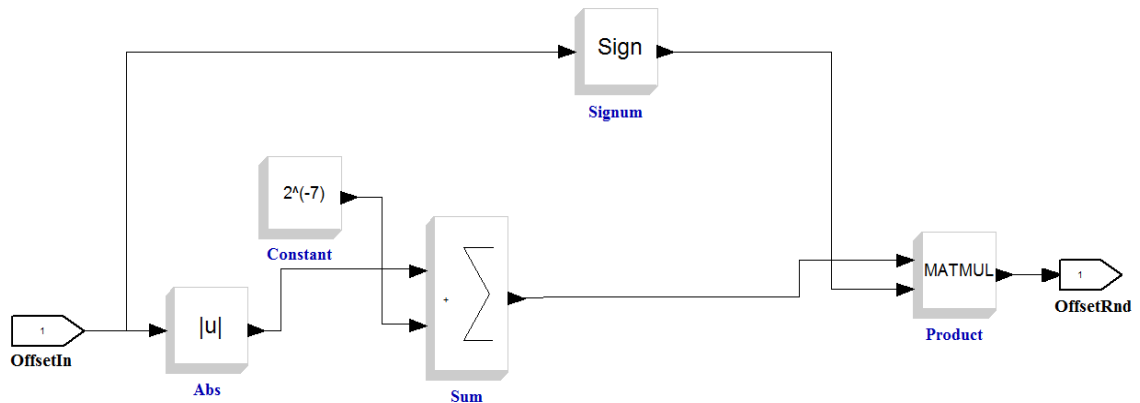 Sign
Signum
2^(-7)
Constant
+
MATMUL
1
OffsetRnd
Product
1
OffsetIn
|u|
Abs
Sum